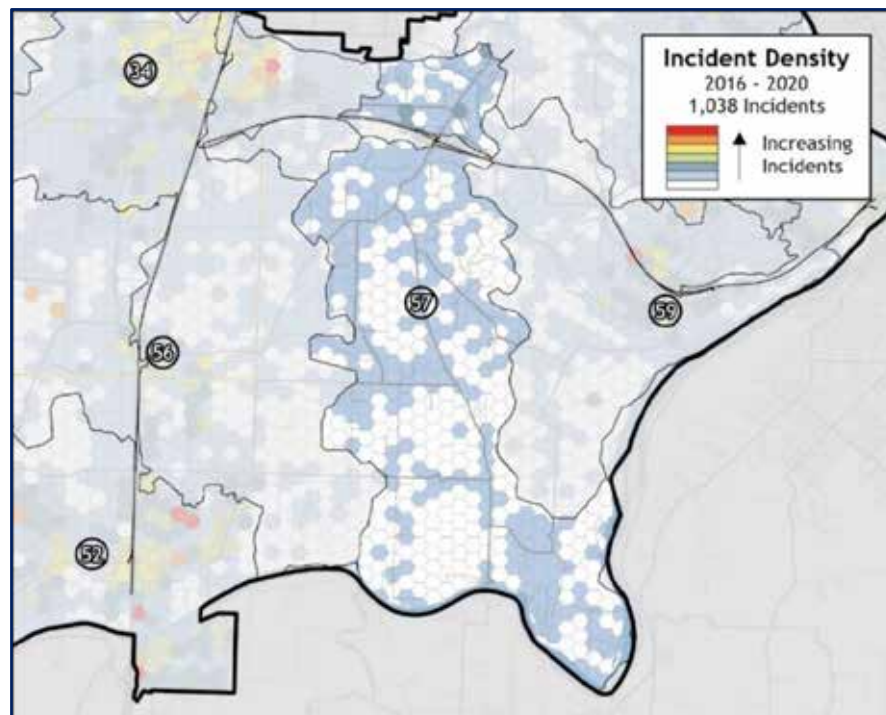 Incident Density
2016 - 2020
1,038 Incidents
Increasing
Incidents
34
57
59
56
52